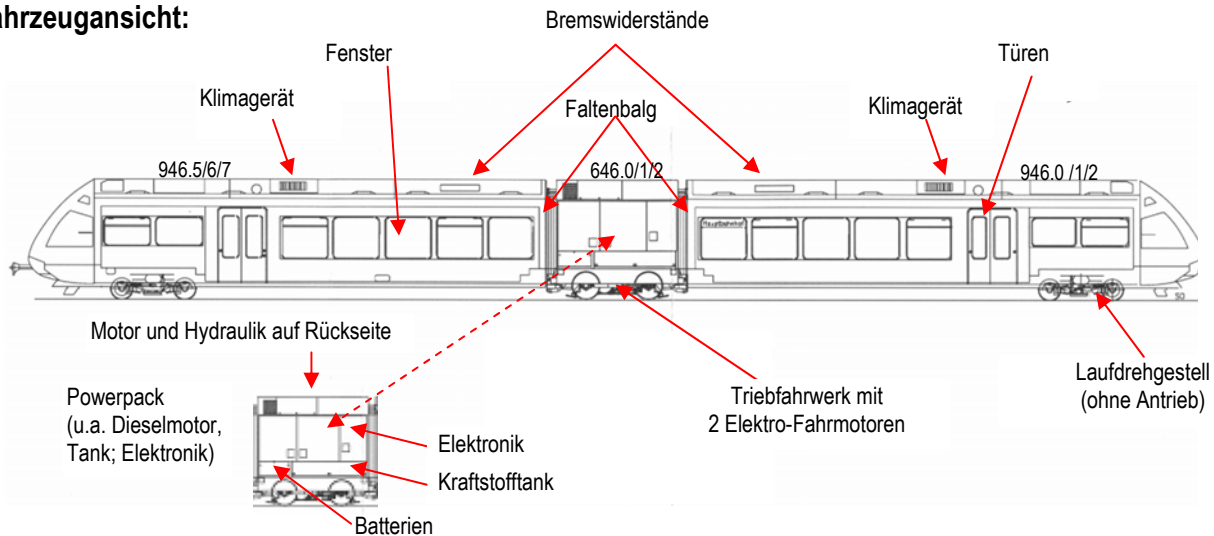 ahrzeugansicht:
Bremswiderstände
Fenster
Türen
Klimagerät
Klimagerät
Faltenbalg
946.5/6/7
646.0/1/2
946.0 /1/2
Hauptbahnhof
SO
Motor und Hydraulik auf Rückseite
Powerpack
(u.a. Dieselmotor,
Tank; Elektronik)
Elektronik
Kraftstofftank
Batterien
Triebfahrwerk mit
2 Elektro-Fahrmotoren
Laufdrehgestell
(ohne Antrieb)